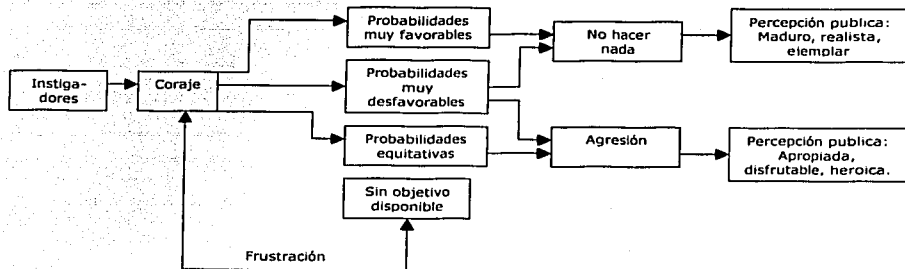 Instiga-
dores
Coraje
Probabilidades
muy favorables
Probabilidades
muy
desfavorables
Probabilidades
equitativas
Sin objetivo
disponible
No hacer
nada
Agresión
Percepción publica:
Maduro, realista,
ejemplar
Percepción publica:
Apropiada,
disfrutable, heroica.
Frustración